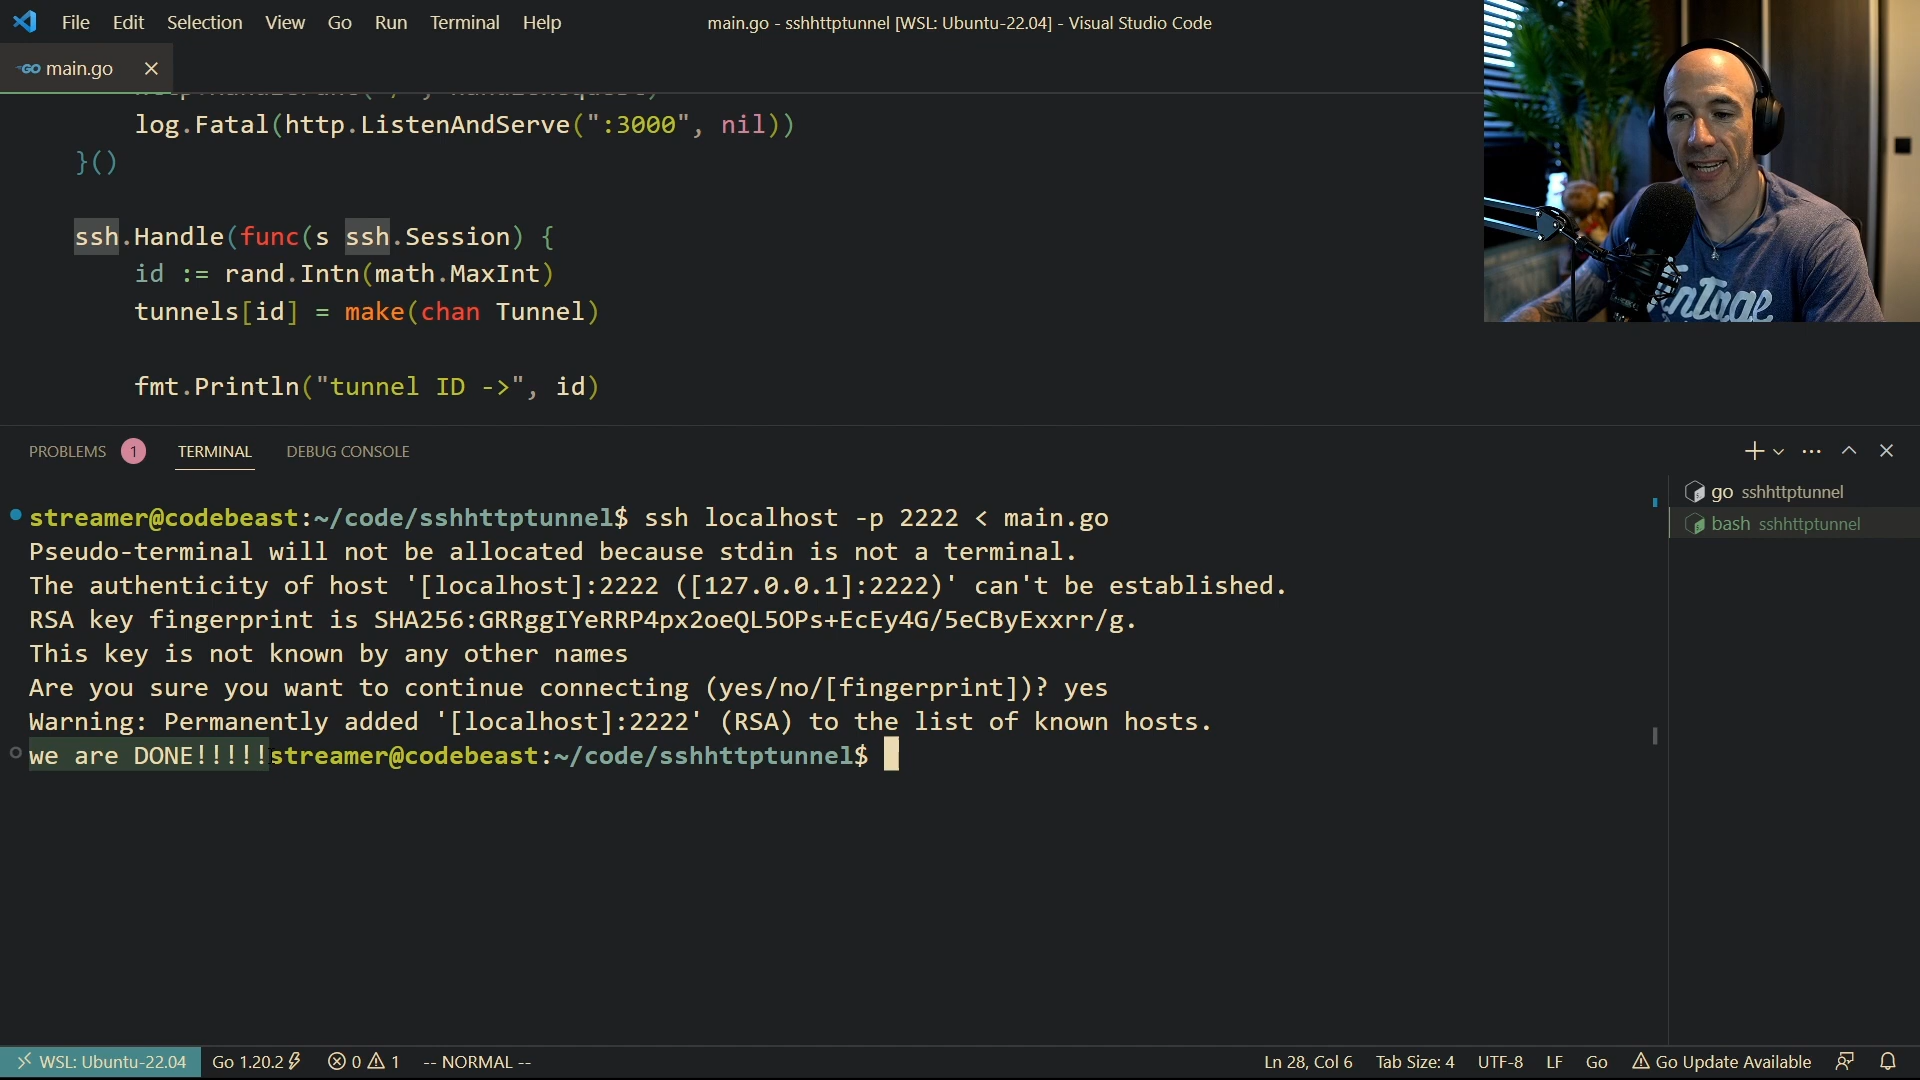 File Edit Selection View Go Run Terminal Help
main.go - sshhttptunnel [WSL: Ubuntu-22.04] - Visual Studio Code
GO main.go
log.Fatal(http.ListenAndServe(":3000", nil))
}()
ssh.Handle(func(s ssh.Session) {
id := rand.Intn(math.MaxInt)
tunnels[id] = make(chan Tunnel)
fmt.Println("tunnel ID ->", id)
PROBLEMS 1 TERMINAL DEBUG CONSOLE
go sshhttptunnel
bash sshhttptunnel
streamer@codebeast:~/code/sshhttptunnel$ ssh localhost -p 2222 < main.go
Pseudo-terminal will not be allocated because stdin is not a terminal.
The authenticity of host '[localhost]:2222 ([127.0.0.1]:2222)' can't be established.
RSA key fingerprint is SHA256:GRRggIYeRRP4px2oeQL5OPs+EcEy4G/5eCByExxrr/g.
This key is not known by any other names
Are you sure you want to continue connecting (yes/no/[fingerprint])? yes
Warning: Permanently added '[localhost]:2222' (RSA) to the list of known hosts.
we are DONE!!!!!streamer@codebeast:~/code/sshhttptunnel$
WSL: Ubuntu-22.04 Go 1.20.2 0 1 -- NORMAL -- Ln 28, Col 6 Tab Size: 4 UTF-8 LF Go Go Update Available